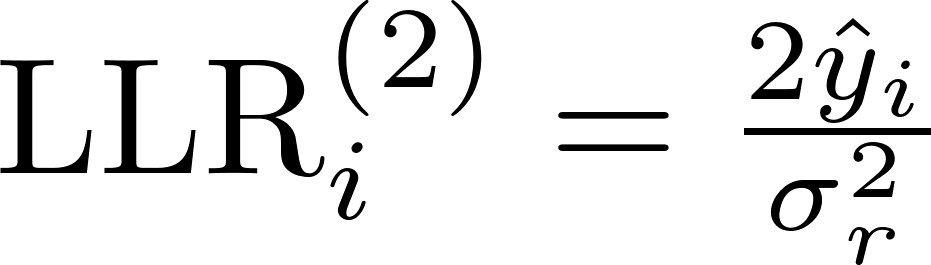 LLR_i^{(2)} = \frac{2\hat{y}_i}{\sigma_r^2}